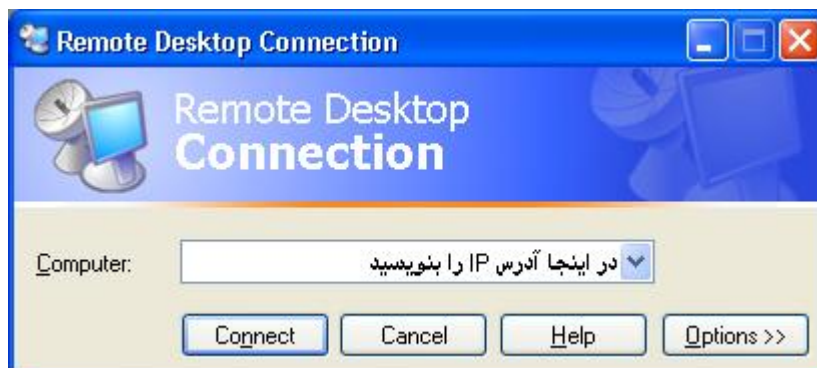 Remote Desktop Connection
Remote Desktop
Connection
Computer:
در اینجا آدرس IP را بنویسید
Connect
Cancel
Help
Options >>